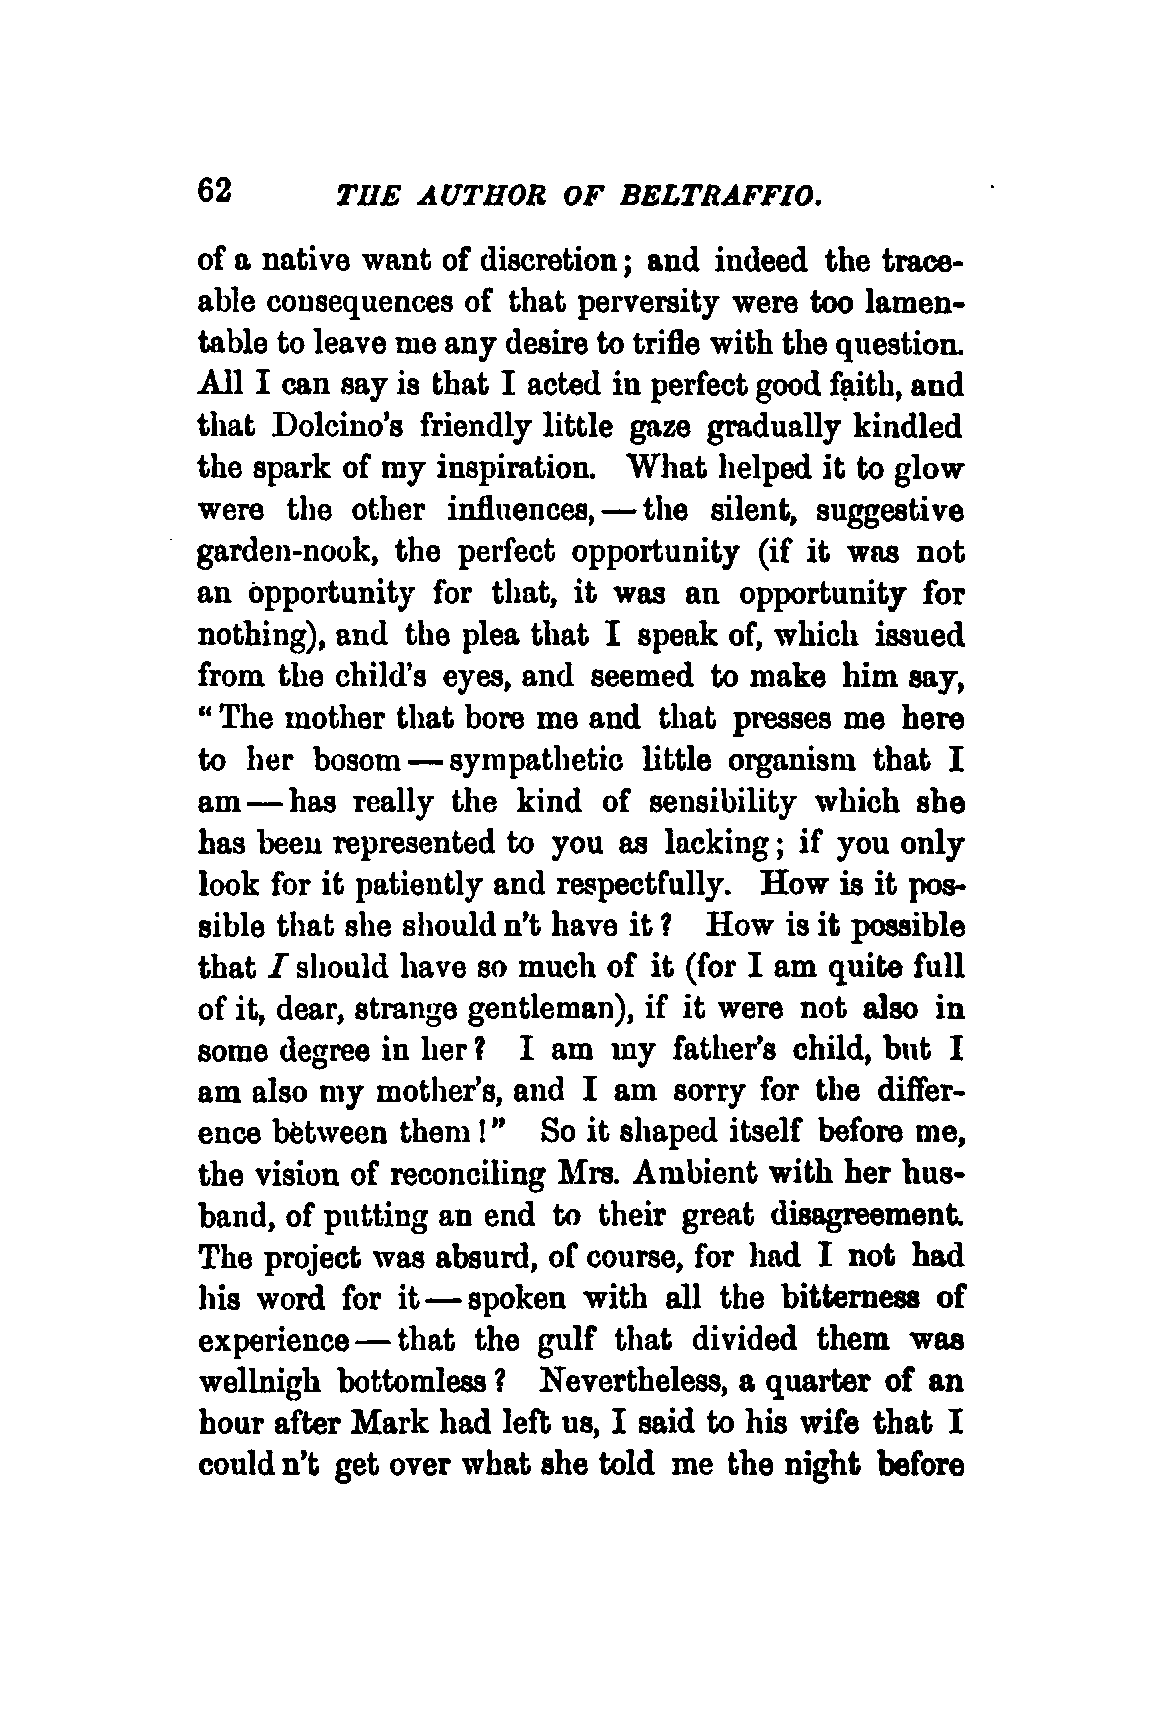 62 THE AUTHOR OF BELTRAFFIO.
of a native want of discretion; and indeed the trace-
able consequences of that perversity were too lamen-
table to leave me any desire to trifle with the question.
All I can say is that I acted in perfect good faith, and
that Dolcino's friendly little gaze gradually kindled
the spark of my inspiration. What helped it to glow
were the other influences,—the silent, suggestive
garden-nook, the perfect opportunity (if it was not
an opportunity for that, it was an opportunity for
nothing), and the plea that I speak of, which issued
from the child's eyes, and seemed to make him say,
"The mother that bore me and that presses me here
to her bosom—sympathetic little organism that I
am—has really the kind of sensibility which she
has been represented to you as lacking; if you only
look for it patiently and respectfully. How is it pos-
sible that she should n't have it? How is it possible
that I should have so much of it (for I am quite full
of it, dear, strange gentleman), if it were not also in
some degree in her? I am my father's child, but I
am also my mother's, and I am sorry for the differ-
ence between them!" So it shaped itself before me,
the vision of reconciling Mrs. Ambient with her hus-
band, of putting an end to their great disagreement.
The project was absurd, of course, for had I not had
his word for it—spoken with all the bitterness of
experience—that the gulf that divided them was
wellnigh bottomless? Nevertheless, a quarter of an
hour after Mark had left us, I said to his wife that I
could n't get over what she told me the night before